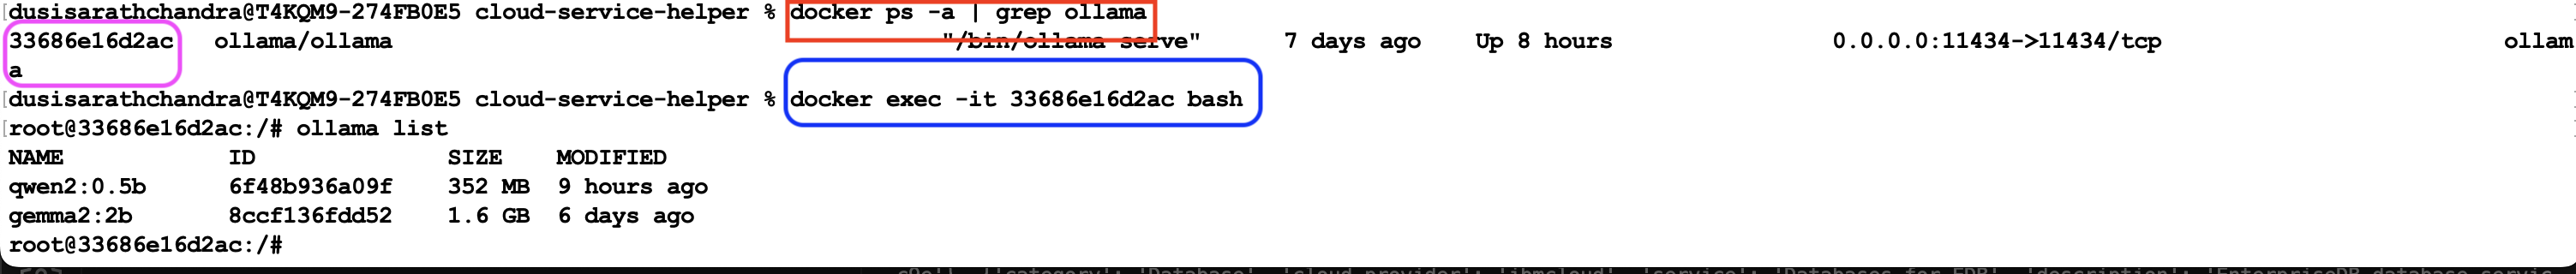 [dusisarathchandra@T4KQM9-274FB0E5 cloud-service-helper % docker ps -a | grep ollama
33686e16d2ac   ollama/ollama   "/bin/ollama serve"   7 days ago   Up 8 hours   0.0.0.0:11434->11434/tcp   ollam
a
[dusisarathchandra@T4KQM9-274FB0E5 cloud-service-helper % docker exec -it 33686e16d2ac bash
[root@33686e16d2ac:/# ollama list
NAME   ID   SIZE   MODIFIED
qwen2:0.5b   6f48b936a09f   352 MB   9 hours ago
gemma2:2b   8ccf136fdd52   1.6 GB   6 days ago
root@33686e16d2ac:/#